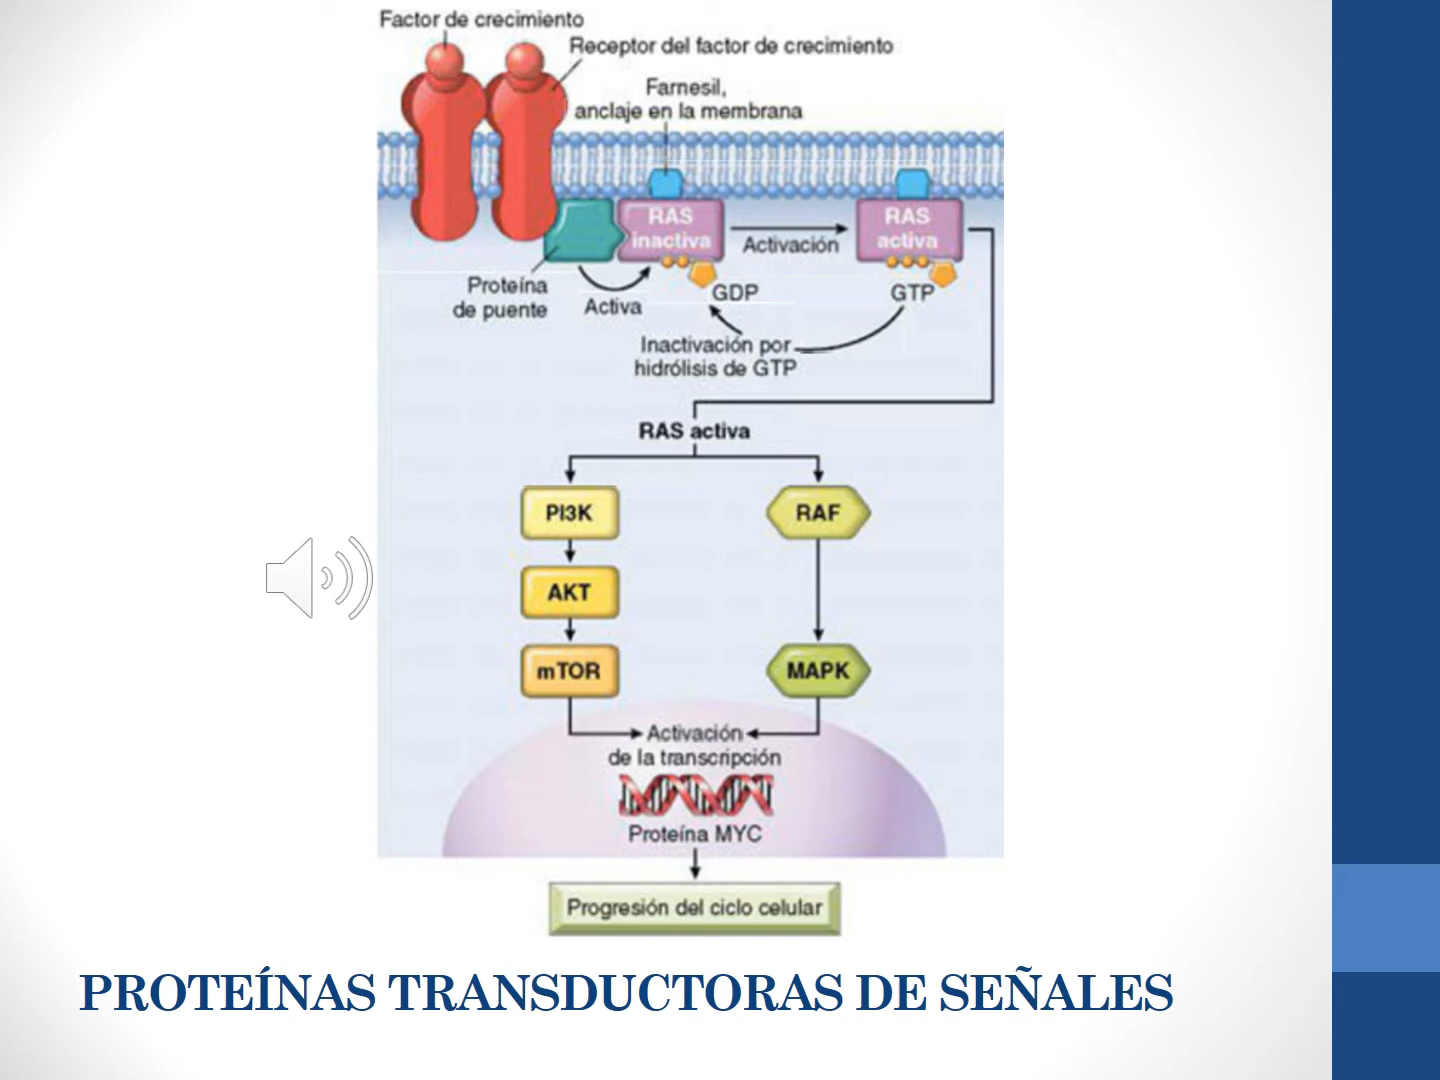 Factor de crecimiento
Receptor del factor de crecimiento
Farnesil,
anclaje en la membrana
RAS
inactiva
Activación
RAS
activa
Proteína
de puente
Activa
GDP
GTP
Inactivación por
hidrólisis de GTP
RAS activa
PI3K
RAF
AKT
mTOR
MAPK
Activación
de la transcripción
Proteína MYC
Progresión del ciclo celular
PROTEÍNAS TRANSDUCTORAS DE SEÑALES